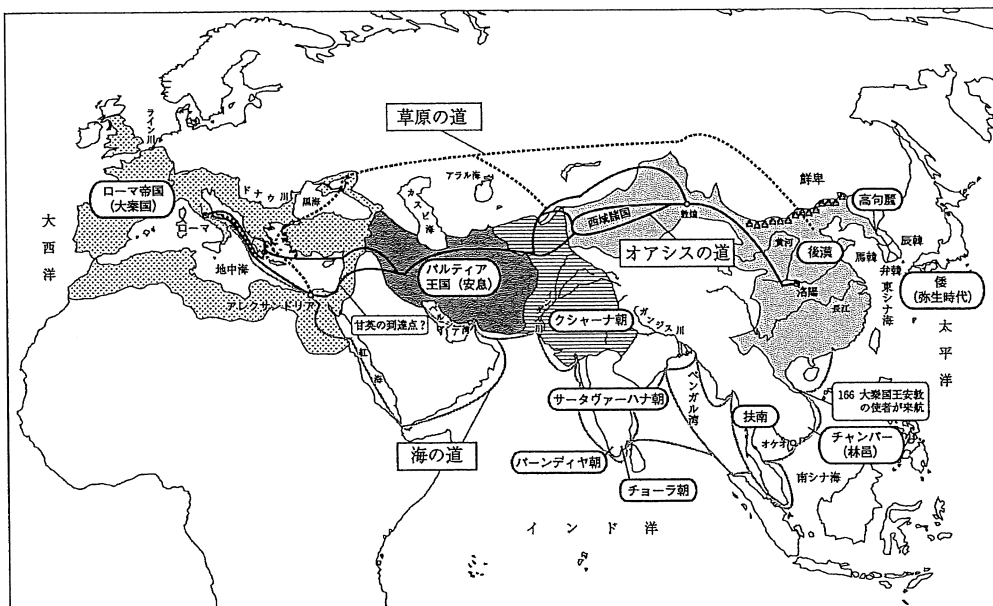 草原の道
ライン川
アラル海
鮮卑
ドナウ川
カスピ海
高句麗
ローマ帝国
(大秦国)
黒海
西域諸国
敦煌
大西洋
ローマ
オアシスの道
黄河
後漢
馬韓
辰韓
弁韓
地中海
パルティア
王国(安息)
洛陽
東シナ海
倭
(弥生時代)
アレクサンドリア
長江
甘英の到達点?
ペルシア湾
クシャーナ朝
ガンジス川
太平洋
紅海
サータヴァーハナ朝
ベンガル湾
166 大秦国王安敦
の使者が来航
扶南
海の道
オケオ
チャンパー
(林邑)
パーンディヤ朝
南シナ海
チョーラ朝
インド洋